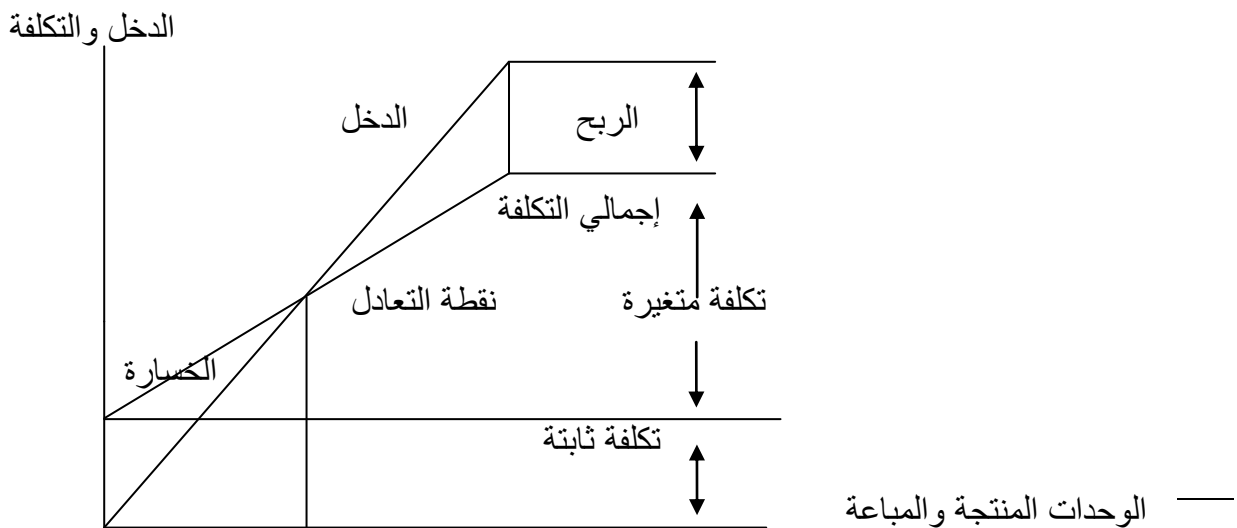 الدخل والتكلفة
الدخل
الربح
إجمالي التكلفة
نقطة التعادل
تكلفة متغيرة
الخسارة
تكلفة ثابتة
الوحدات المنتجة والمباعة